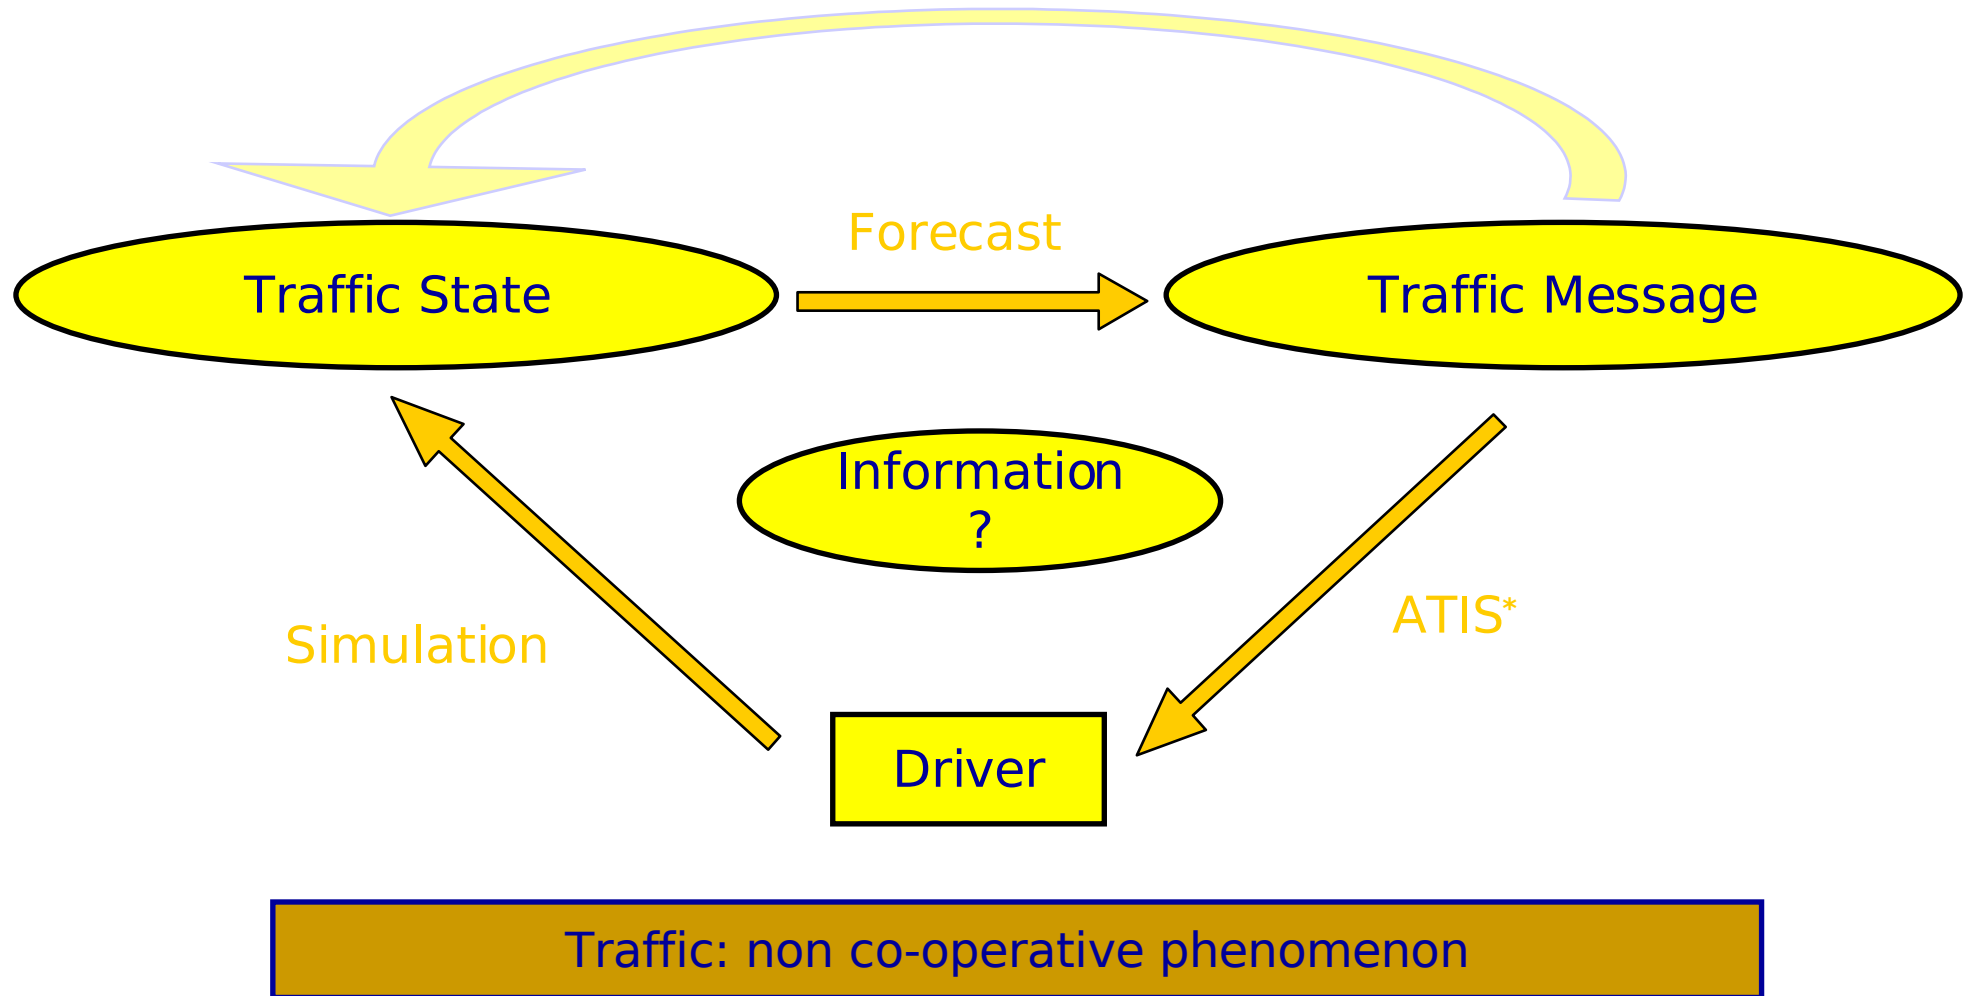 Forecast
Traffic State
Traffic Message
Information
?
ATIS*
Simulation
Driver
Traffic: non co-operative phenomenon